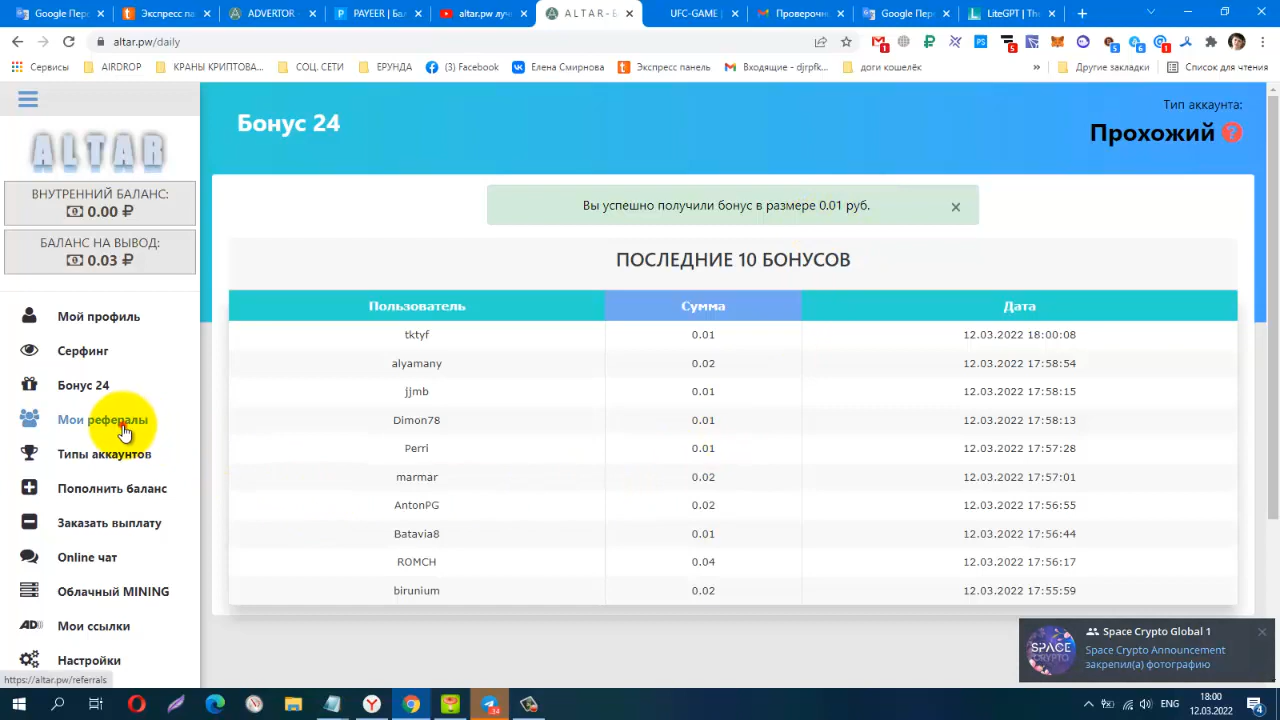 Google Пере
Экспресс па
ADVERTOR
PAYEER | Бал
altar.pw луч
A L T A R - Б
UFC-GAME |
Проверочн
Google Пере
LiteGPT | Th
altar.pw/daily
Сервисы
AIRDROP
КРАНЫ КРИПТОВА...
СОЦ. СЕТИ
ЕРУНДА
(3) Facebook
Елена Смирнова
Экспресс панель
Входящие - djrpfk...
доги кошелёк
»
Другие закладки
Список для чтения
ALTAR
ВНУТРЕННИЙ БАЛАНС:
0.00 ₽
БАЛАНС НА ВЫВОД:
0.03 ₽
Мой профиль
Серфинг
Бонус 24
Мои рефералы
Типы аккаунтов
Пополнить баланс
Заказать выплату
Online чат
Облачный MINING
Мои ссылки
Настройки
https://altar.pw/referrals
Бонус 24
Тип аккаунта:
Прохожий
Вы успешно получили бонус в размере 0.01 руб.
ПОСЛЕДНИЕ 10 БОНУСОВ
Пользователь Сумма Дата
tktyf 0.01 12.03.2022 18:00:08
alyamany 0.02 12.03.2022 17:58:54
jjmb 0.01 12.03.2022 17:58:15
Dimon78 0.01 12.03.2022 17:58:13
Perri 0.01 12.03.2022 17:57:28
marmar 0.02 12.03.2022 17:57:01
AntonPG 0.02 12.03.2022 17:56:55
Batavia8 0.01 12.03.2022 17:56:44
ROMCH 0.04 12.03.2022 17:56:17
birunium 0.02 12.03.2022 17:55:59
Space Crypto Global 1
Space Crypto Announcement
закрепил(а) фотографию
ENG
18:00
12.03.2022